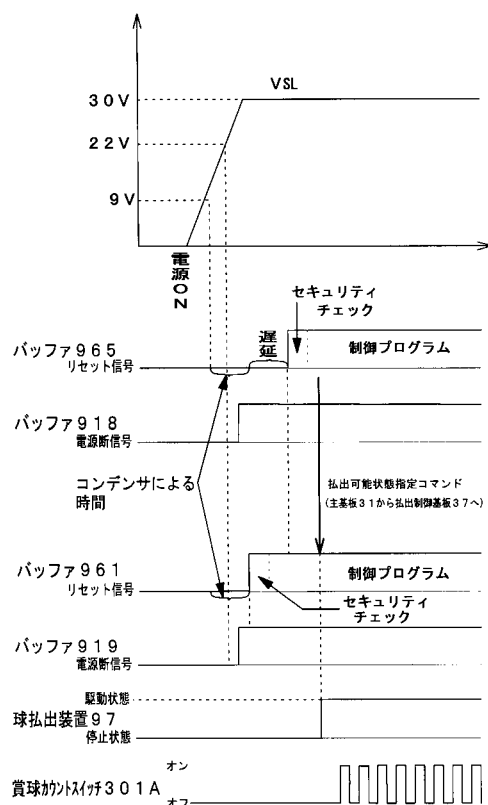 VSL
30V
22V
9V
電源ON
セキュリティ
チェック
遅延
バッファ965
リセット信号
制御プログラム
バッファ918
電源断信号
コンデンサによる
時間
払出可能状態指定コマンド
(主基板31から払出制御基板37へ)
バッファ961
リセット信号
制御プログラム
セキュリティ
チェック
バッファ919
電源断信号
駆動状態
球払出装置97
停止状態
オン
賞球カウントスイッチ301A
オフ